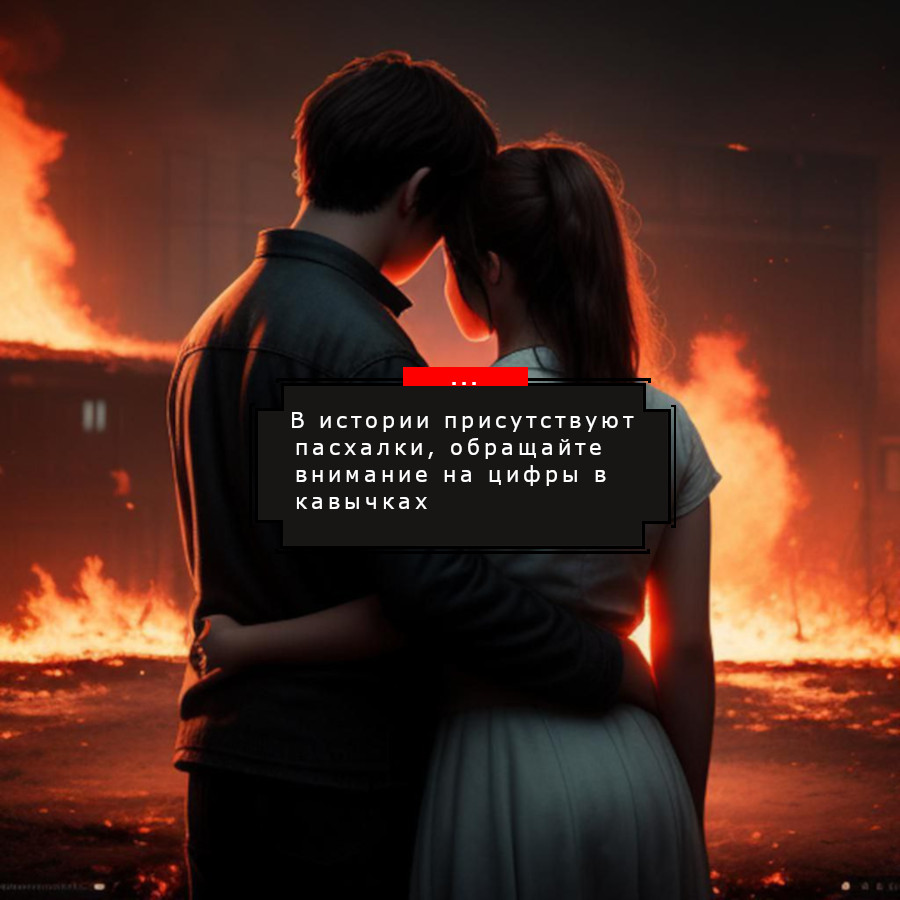 ...
В истории присутствуют
пасхалки, обращайте
внимание на цифры в
кавычках